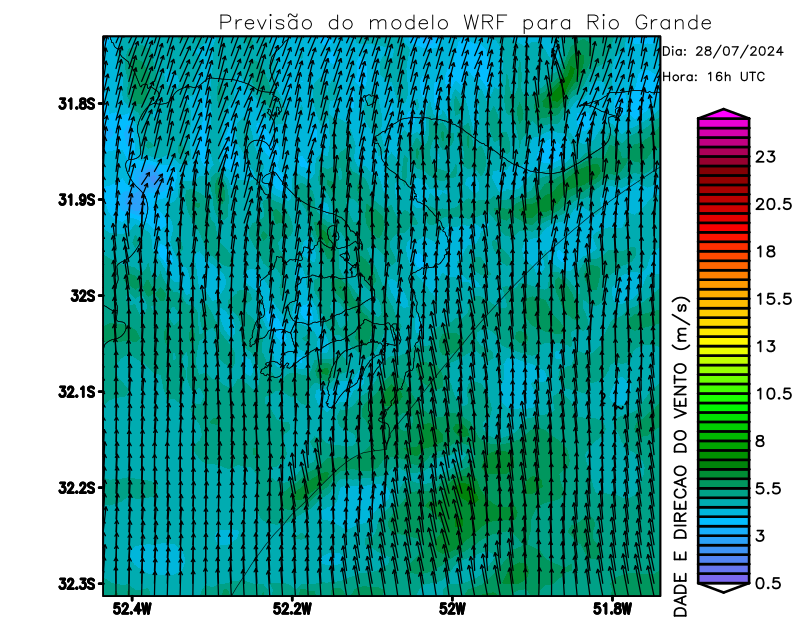 Previsão do modelo WRF para Rio Grande
Dia: 28/07/2024
Hora: 16h UTC
31.8S
31.9S
32S
32.1S
32.2S
32.3S
52.4W
52.2W
52W
51.8W
DADE E DIRECAO DO VENTO (m/s)
23
20.5
18
15.5
13
10.5
8
5.5
3
0.5